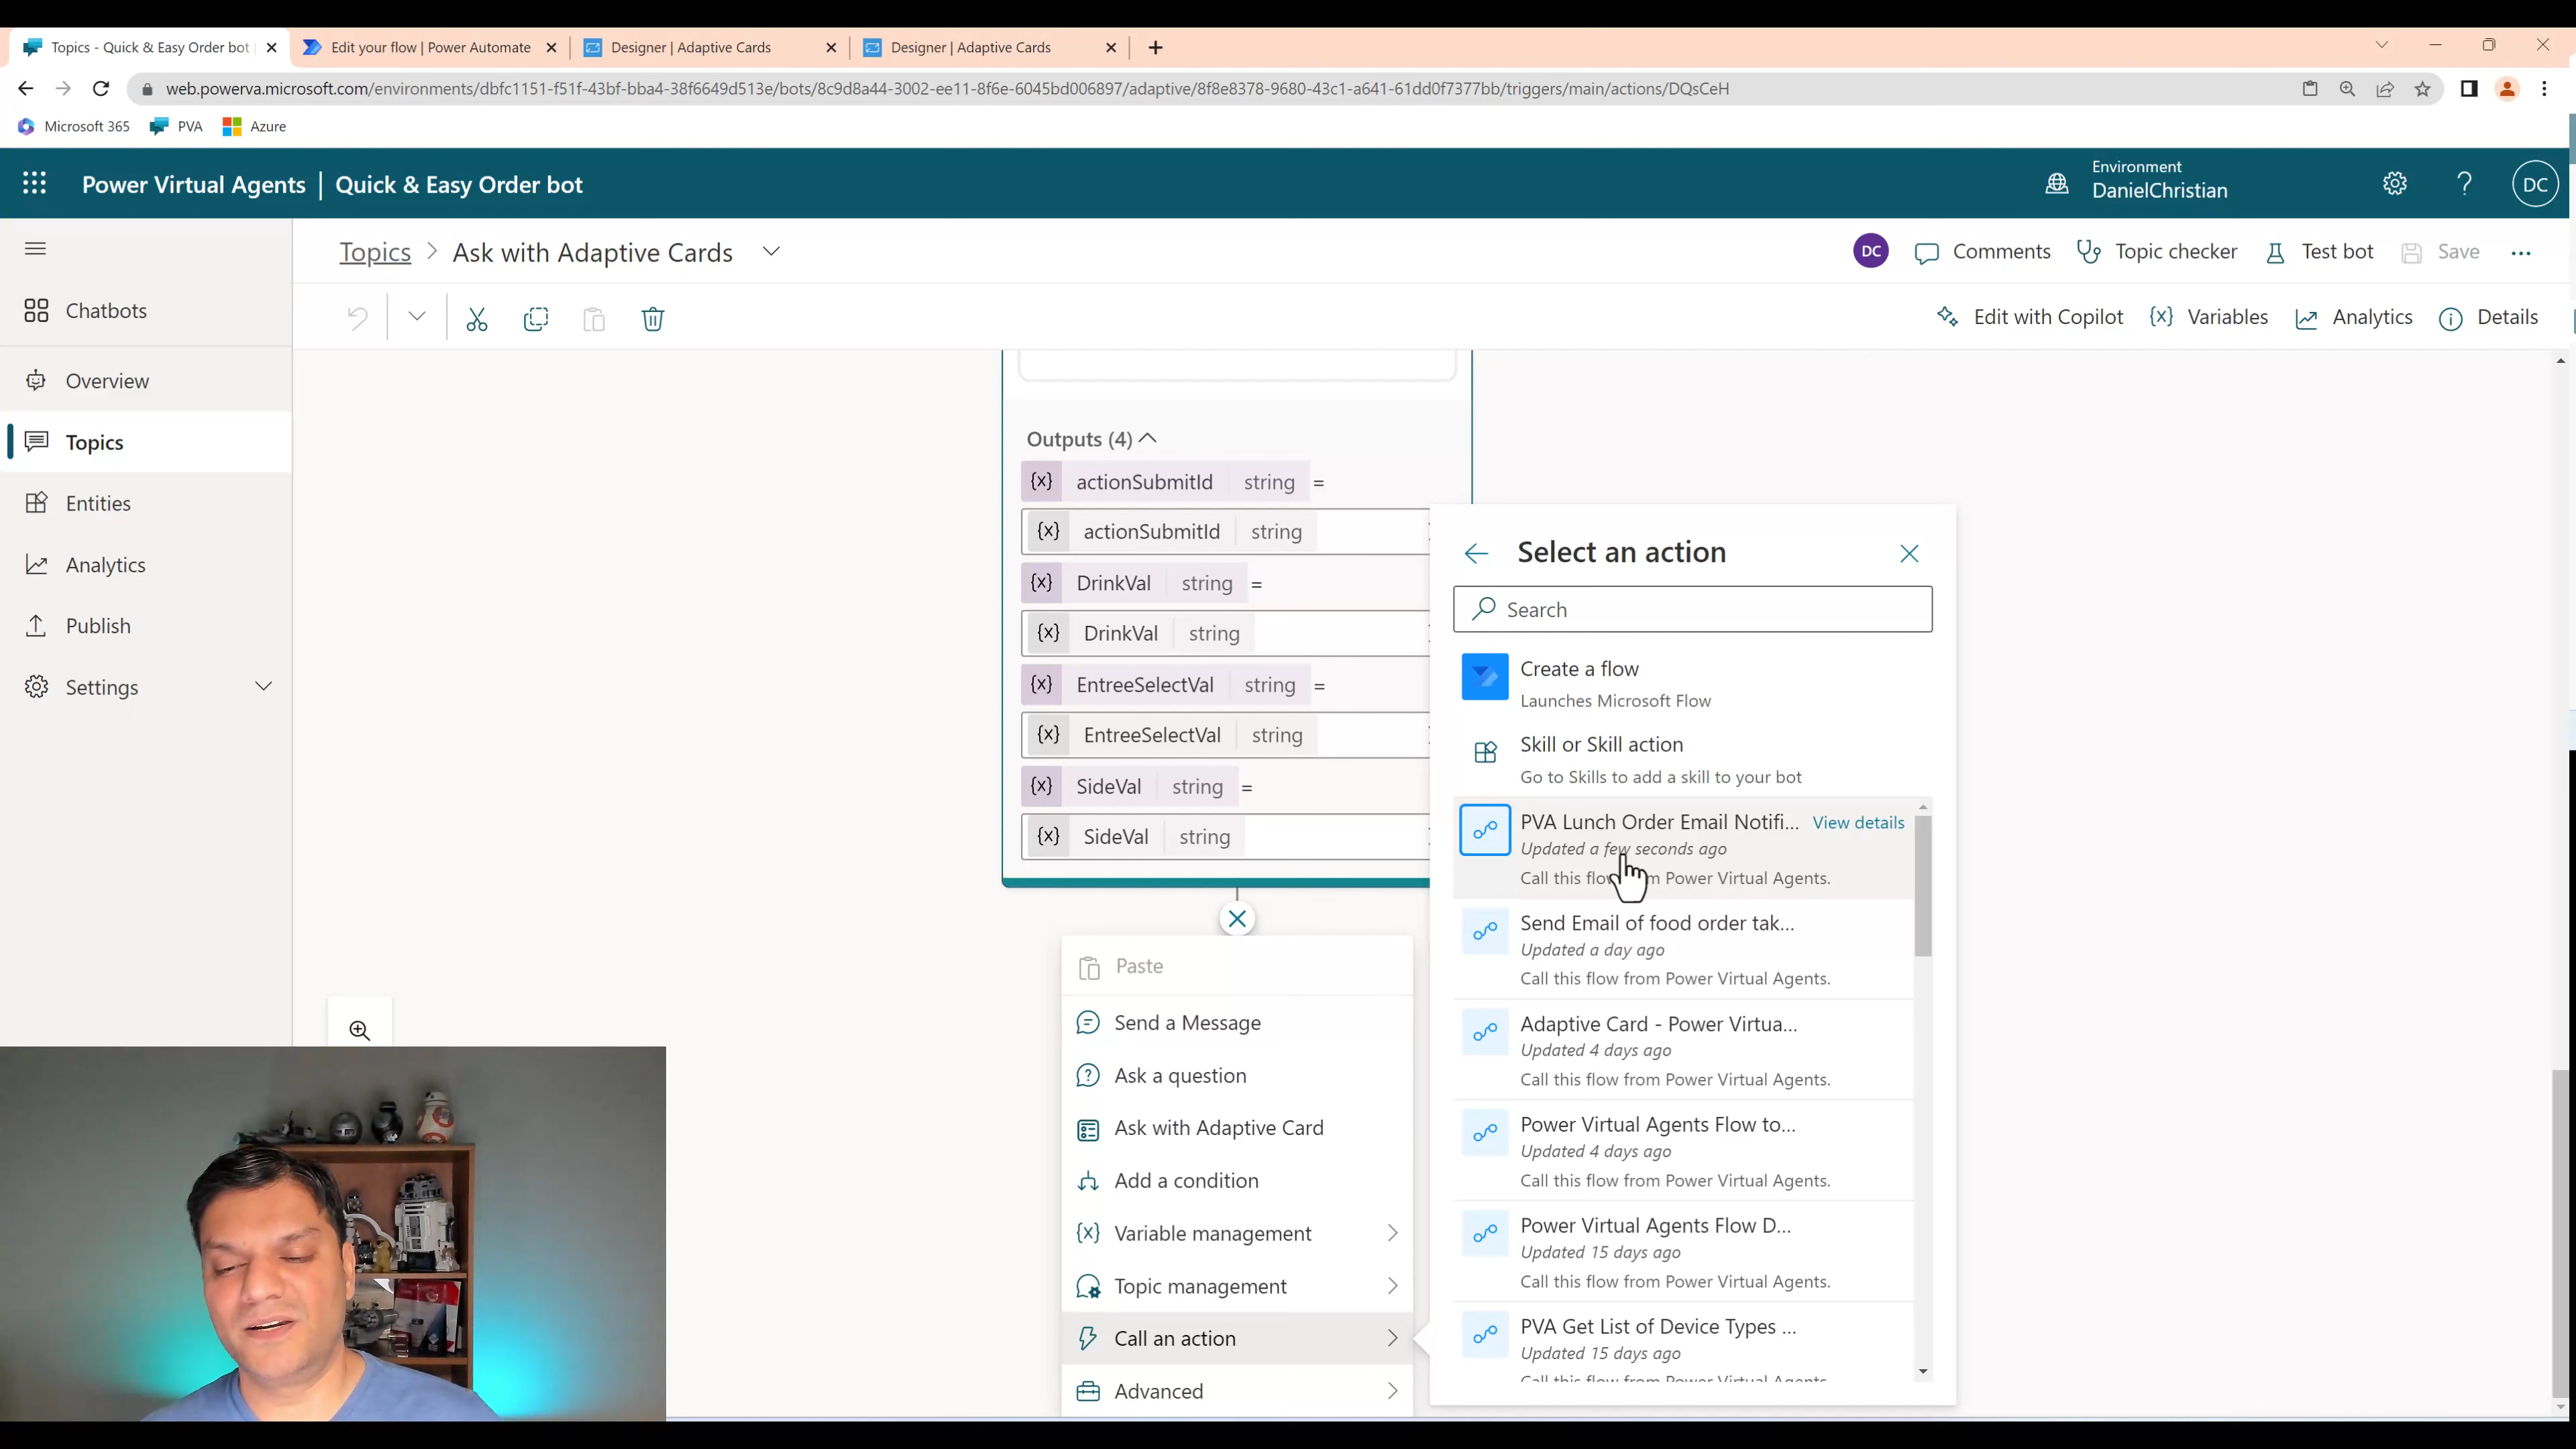 Topics - Quick & Easy Order bot |
Edit your flow | Power Automate
Designer | Adaptive Cards
Designer | Adaptive Cards
web.powerva.microsoft.com/environments/dbfc1151-f51f-43bf-bba4-38f6649d513e/bots/8c9d8a44-3002-ee11-8f6e-6045bd006897/adaptive/8f8e8378-9680-43c1-a641-61dd0f7377bb/triggers/main/actions/DQsCeH
Microsoft 365
PVA
Azure
Power Virtual Agents | Quick & Easy Order bot
Environment
DanielChristian
DC
Topics > Ask with Adaptive Cards
DC
Comments
Topic checker
Test bot
Save
Edit with Copilot
{x} Variables
Analytics
Details
Chatbots
Overview
Topics
Entities
Analytics
Publish
Settings
Outputs (4)
{x} actionSubmitId string =
{x} actionSubmitId string
{x} DrinkVal string =
{x} DrinkVal string
{x} EntreeSelectVal string =
{x} EntreeSelectVal string
{x} SideVal string =
{x} SideVal string
Paste
Send a Message
Ask a question
Ask with Adaptive Card
Add a condition
{x} Variable management
Topic management
Call an action
Advanced
Select an action
Search
Create a flow
Launches Microsoft Flow
Skill or Skill action
Go to Skills to add a skill to your bot
PVA Lunch Order Email Notifi... View details
Updated a few seconds ago
Call this from Power Virtual Agents.
Send Email of food order tak...
Updated a day ago
Call this flow from Power Virtual Agents.
Adaptive Card - Power Virtua...
Updated 4 days ago
Call this flow from Power Virtual Agents.
Power Virtual Agents Flow to...
Updated 4 days ago
Call this flow from Power Virtual Agents.
Power Virtual Agents Flow D...
Updated 15 days ago
Call this flow from Power Virtual Agents.
PVA Get List of Device Types ...
Updated 15 days ago
Call this flow from Power Virtual Agents.